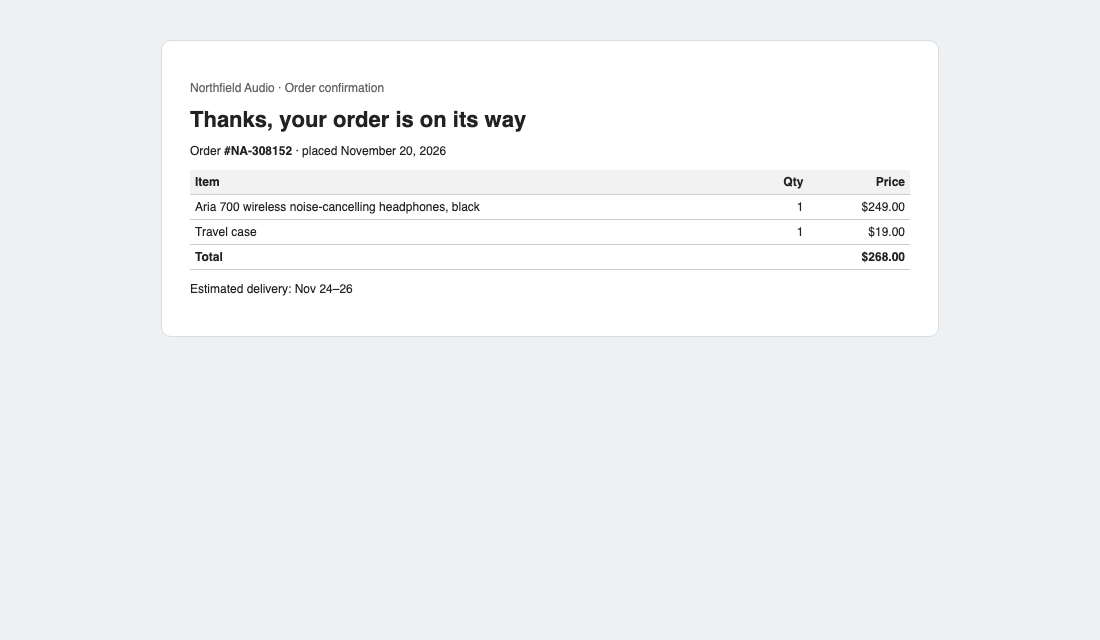 Northfield Audio · Order confirmation
Thanks, your order is on its way
Order #NA-308152 · placed November 20, 2026
Item Qty Price
Aria 700 wireless noise-cancelling headphones, black 1 $249.00
Travel case 1 $19.00
Total $268.00
Estimated delivery: Nov 24–26